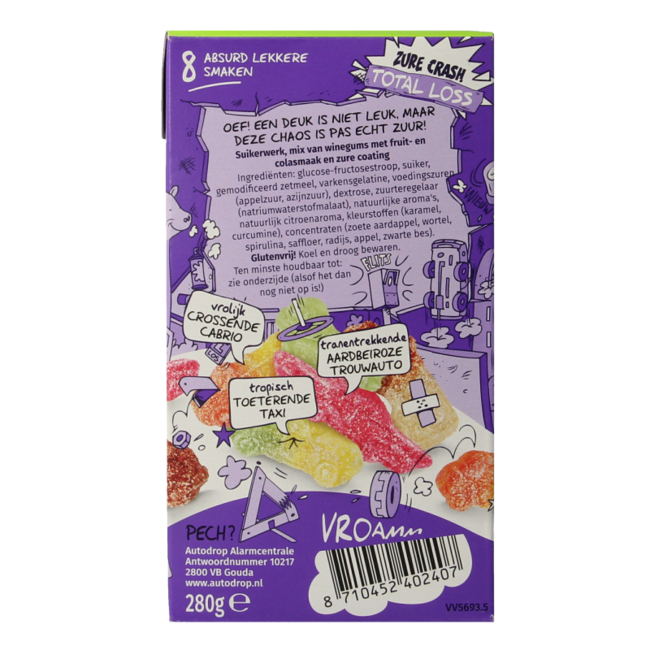 8 ABSURD LEKKERE
SMAKEN
ZURE CRASH
TOTAL LOSS
OEF! EEN DEUK IS NIET LEUK, MAAR
DEZE CHAOS IS PAS ECHT ZUUR!
Suikerwerk, mix van winegums met fruit- en
colasmaak en zure coating
Ingrediënten: glucose-fructosestroop, suiker,
gemodificeerd zetmeel, varkensgelatine, voedingszuren
(appelzuur, azijnzuur), dextrose, zuurteregelaar
(natriumwaterstofmalaat), natuurlijke aroma's,
natuurlijk citroenaroma, kleurstoffen (karamel,
curcumine), concentraten (zoete aardappel, wortel,
spirulina, saffloer, radijs, appel, zwarte bes).
Glutenvrij! Koel en droog bewaren.
Ten minste houdbaar tot:
zie onderzijde (alsof het dan
nog niet op is!)
FLITS
vrolijk
CROSSENDE
CABRIO
tranentrekkende
AARDBEIROZE
TROUWAUTO
tropisch
TOETERENDE
TAXI
PECH?
VROAMM
Autodrop Alarmcentrale
Antwoordnummer 10217
2800 VB Gouda
www.autodrop.nl
280g e
8 710452 402407
VV5693.5